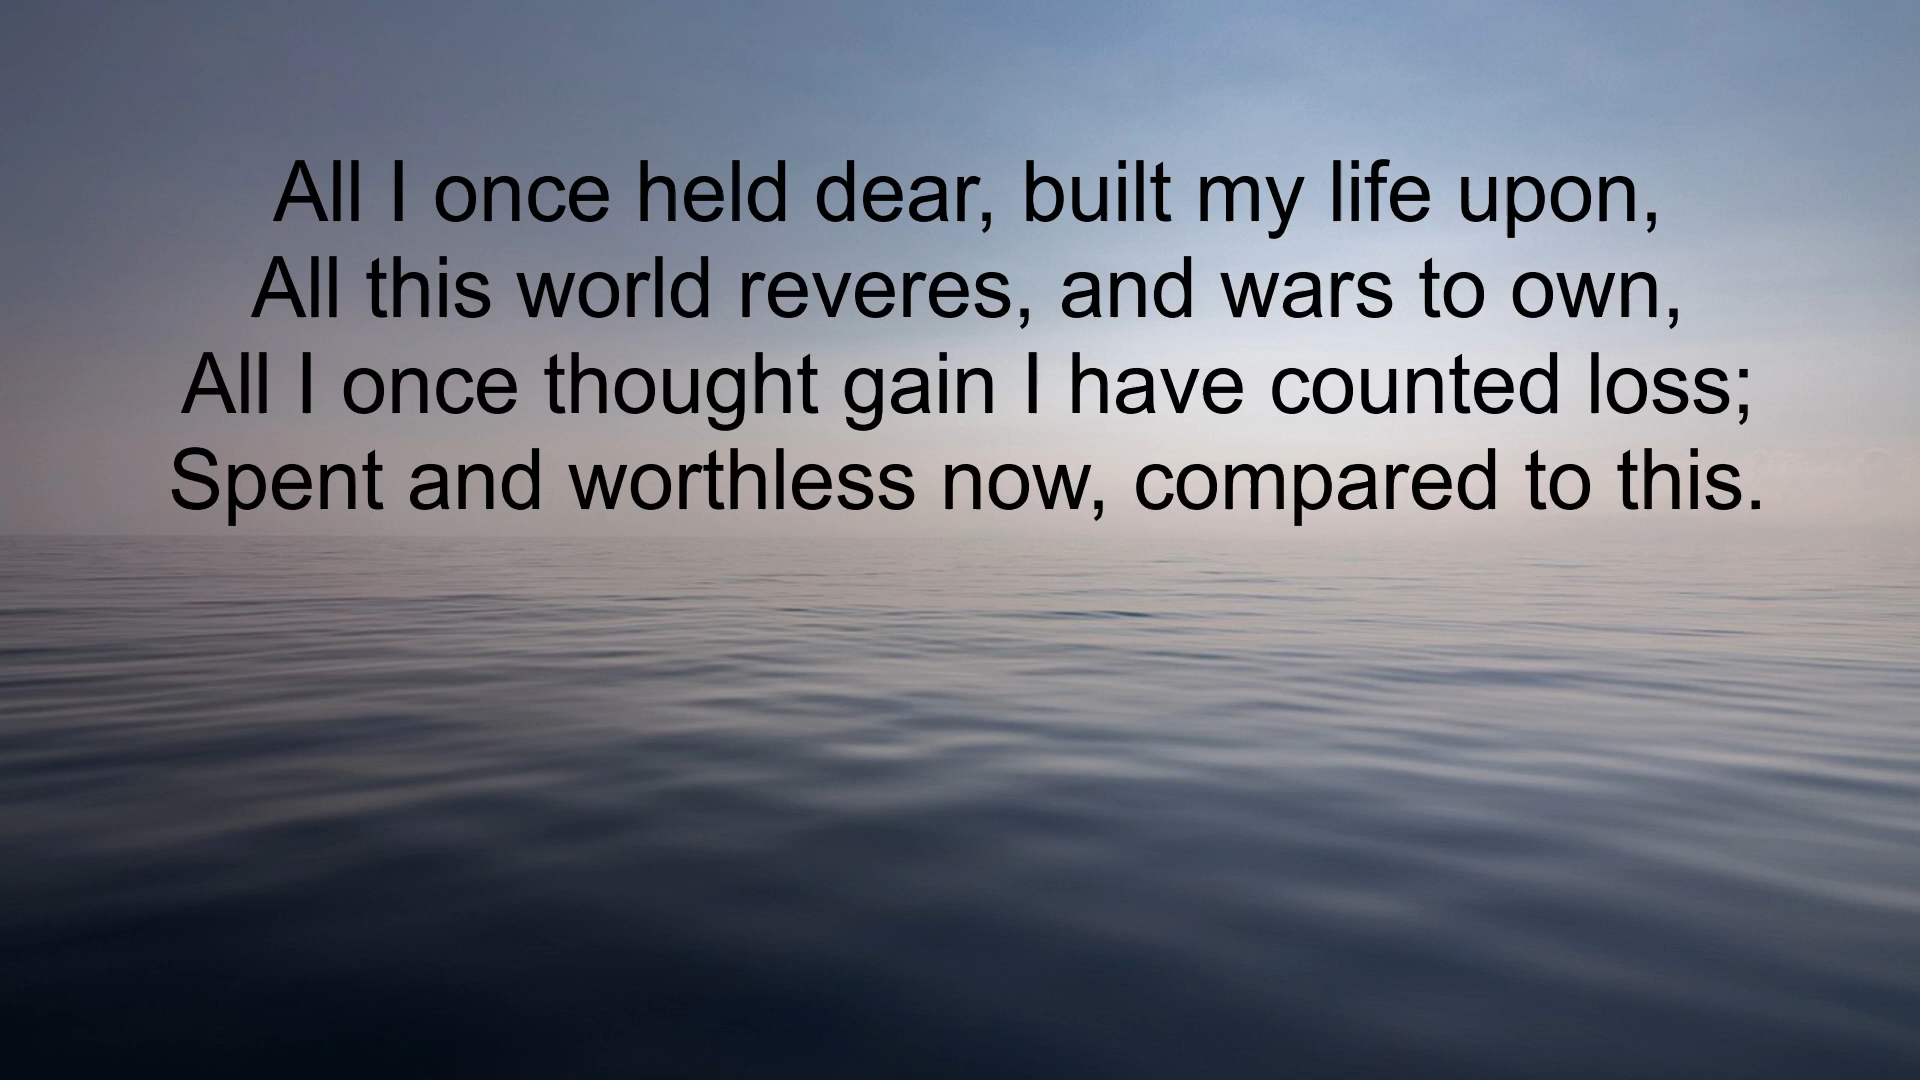 All I once held dear, built my life upon,
All this world reveres, and wars to own,
All I once thought gain I have counted loss;
Spent and worthless now, compared to this.